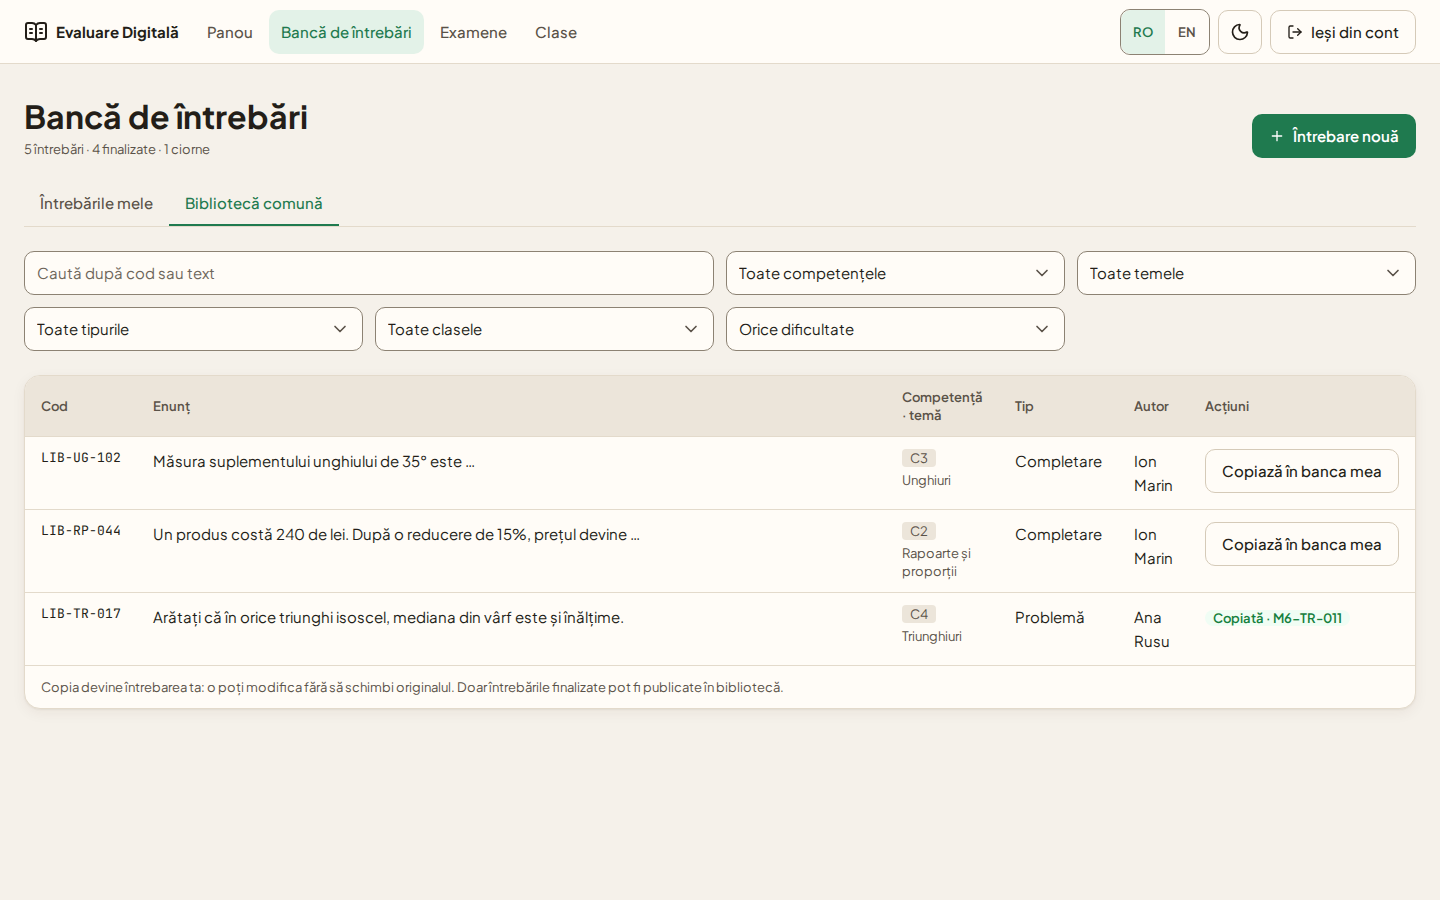 Evaluare Digitală
Panou
Bancă de întrebări
Examene
Clase
RO
EN
Ieși din cont
Bancă de întrebări
5 întrebări · 4 finalizate · 1 ciorne
Întrebare nouă
Întrebările mele
Bibliotecă comună
Caută după cod sau text
Toate competențele
Toate temele
Toate tipurile
Toate clasele
Orice dificultate
Cod
Enunț
Competență
· temă
Tip
Autor
Acțiuni
LIB-UG-102
Măsura suplementului unghiului de 35° este …
C3
Unghiuri
Completare
Ion
Marin
Copiază în banca mea
LIB-RP-044
Un produs costă 240 de lei. După o reducere de 15%, prețul devine …
C2
Rapoarte și
proporții
Completare
Ion
Marin
Copiază în banca mea
LIB-TR-017
Arătați că în orice triunghi isoscel, mediana din vârf este și înălțime.
C4
Triunghiuri
Problemă
Ana
Rusu
Copiată · M6-TR-011
Copia devine întrebarea ta: o poți modifica fără să schimbi originalul. Doar întrebările finalizate pot fi publicate în bibliotecă.